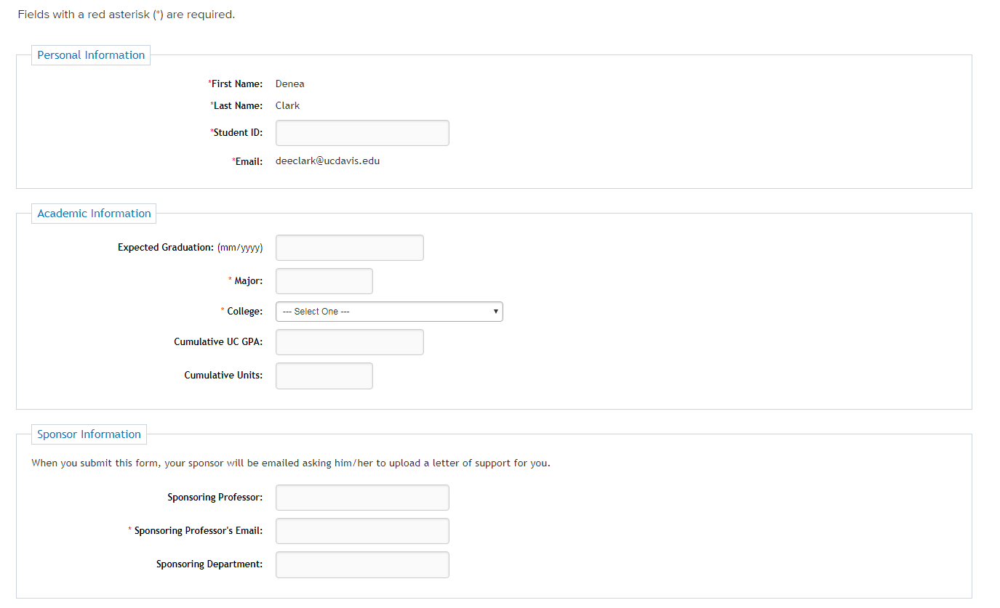 Fields with a red asterisk (*) are required.
Personal Information
*First Name: Denea
*Last Name: Clark
*Student ID:
*Email: deeclark@ucdavis.edu
Academic Information
Expected Graduation: (mm/yyyy)
* Major:
* College: --- Select One ---
Cumulative UC GPA:
Cumulative Units:
Sponsor Information
When you submit this form, your sponsor will be emailed asking him/her to upload a letter of support for you.
Sponsoring Professor:
* Sponsoring Professor's Email:
Sponsoring Department: